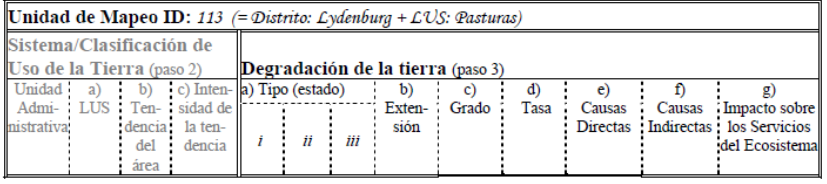 Unidad de Mapeo ID: 113 (= Distrito: Lydenburg + LUS: Pasturas)
Sistema/Clasificación de
Uso de la Tierra (paso 2)
Degradación de la tierra (paso 3)
Unidad
Admi-
nistrativa
a)
LUS
b)
Ten-
dencia
del
área
c) Inten-
sidad de
la ten-
dencia
a) Tipo (estado)
i ii iii
b)
Exten-
sión
c)
Grado
d)
Tasa
e)
Causas
Directas
f)
Causas
Indirectas
g)
Impacto sobre
los Servicios
del Ecosistema